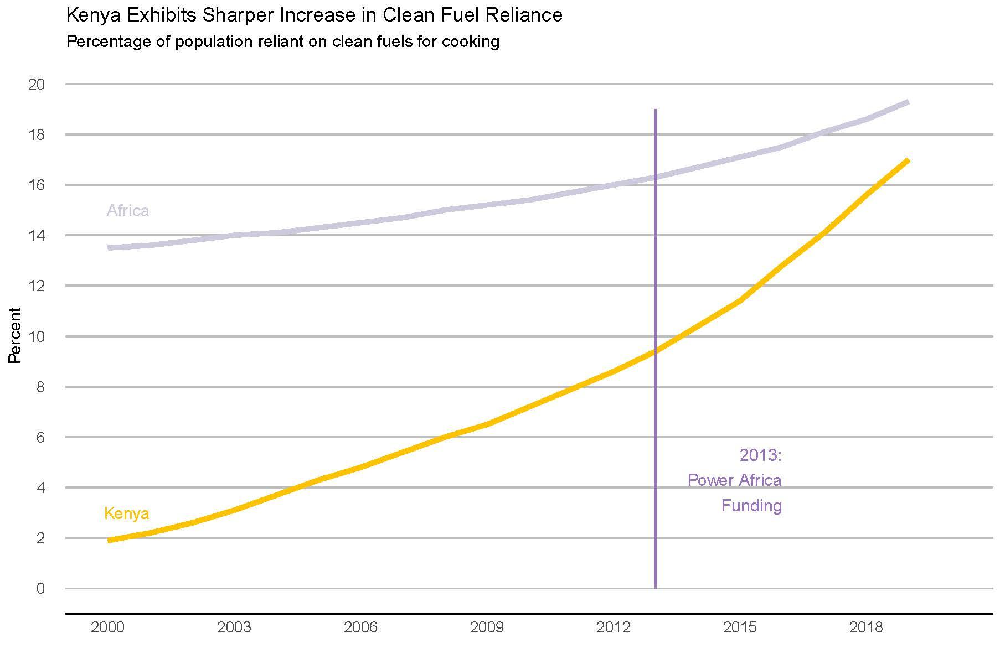 Kenya Exhibits Sharper Increase in Clean Fuel Reliance
Percentage of population reliant on clean fuels for cooking
20
18
16
14
12
10
8
6
4
2
0
Percent
Africa
Kenya
2013:
Power Africa
Funding
2000
2003
2006
2009
2012
2015
2018